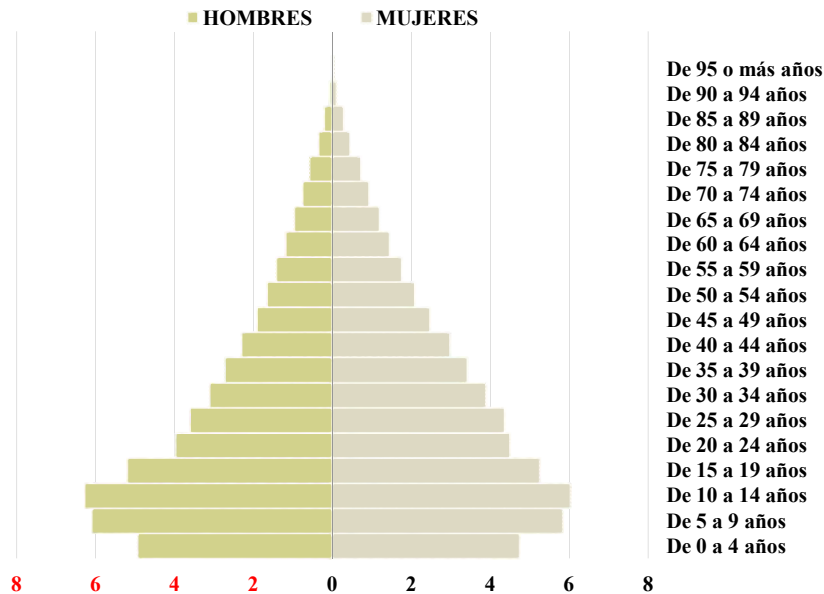 HOMBRES MUJERES
De 95 o más años
De 90 a 94 años
De 85 a 89 años
De 80 a 84 años
De 75 a 79 años
De 70 a 74 años
De 65 a 69 años
De 60 a 64 años
De 55 a 59 años
De 50 a 54 años
De 45 a 49 años
De 40 a 44 años
De 35 a 39 años
De 30 a 34 años
De 25 a 29 años
De 20 a 24 años
De 15 a 19 años
De 10 a 14 años
De 5 a 9 años
De 0 a 4 años
8 6 4 2 0 2 4 6 8